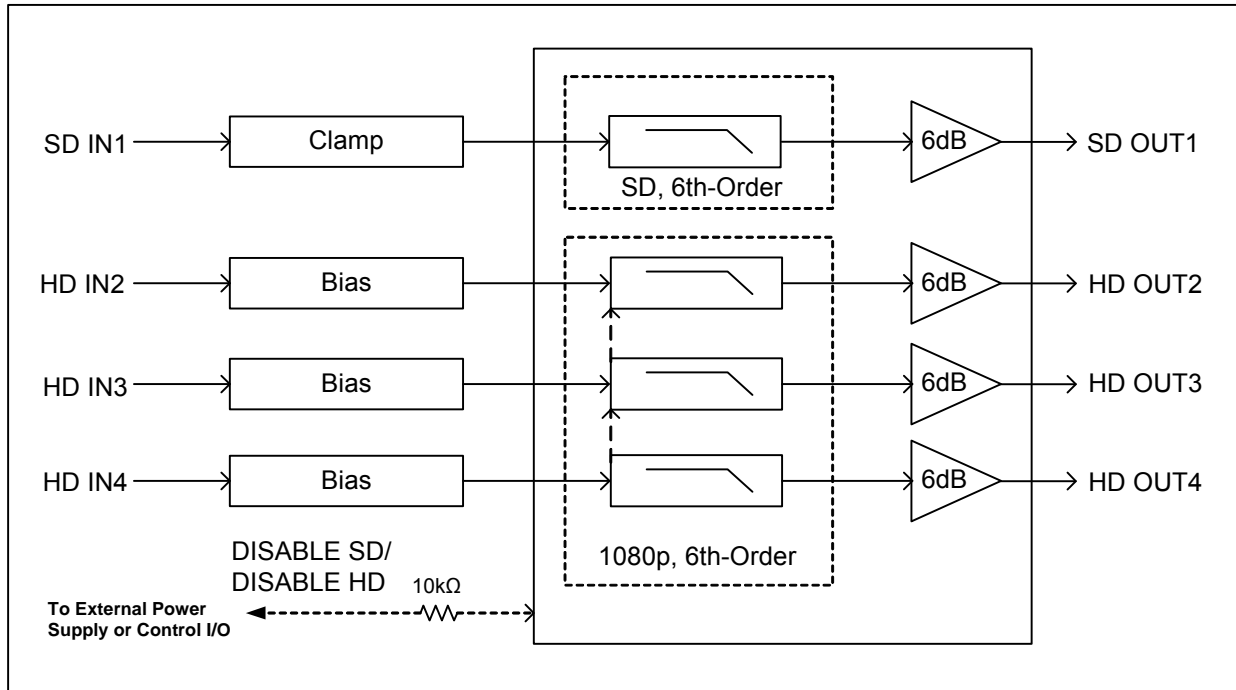 SD IN1
Clamp
SD, 6th-Order
6dB
SD OUT1
HD IN2
Bias
6dB
HD OUT2
HD IN3
Bias
6dB
HD OUT3
HD IN4
Bias
6dB
HD OUT4
1080p, 6th-Order
DISABLE SD/
DISABLE HD
10kΩ
To External Power
Supply or Control I/O